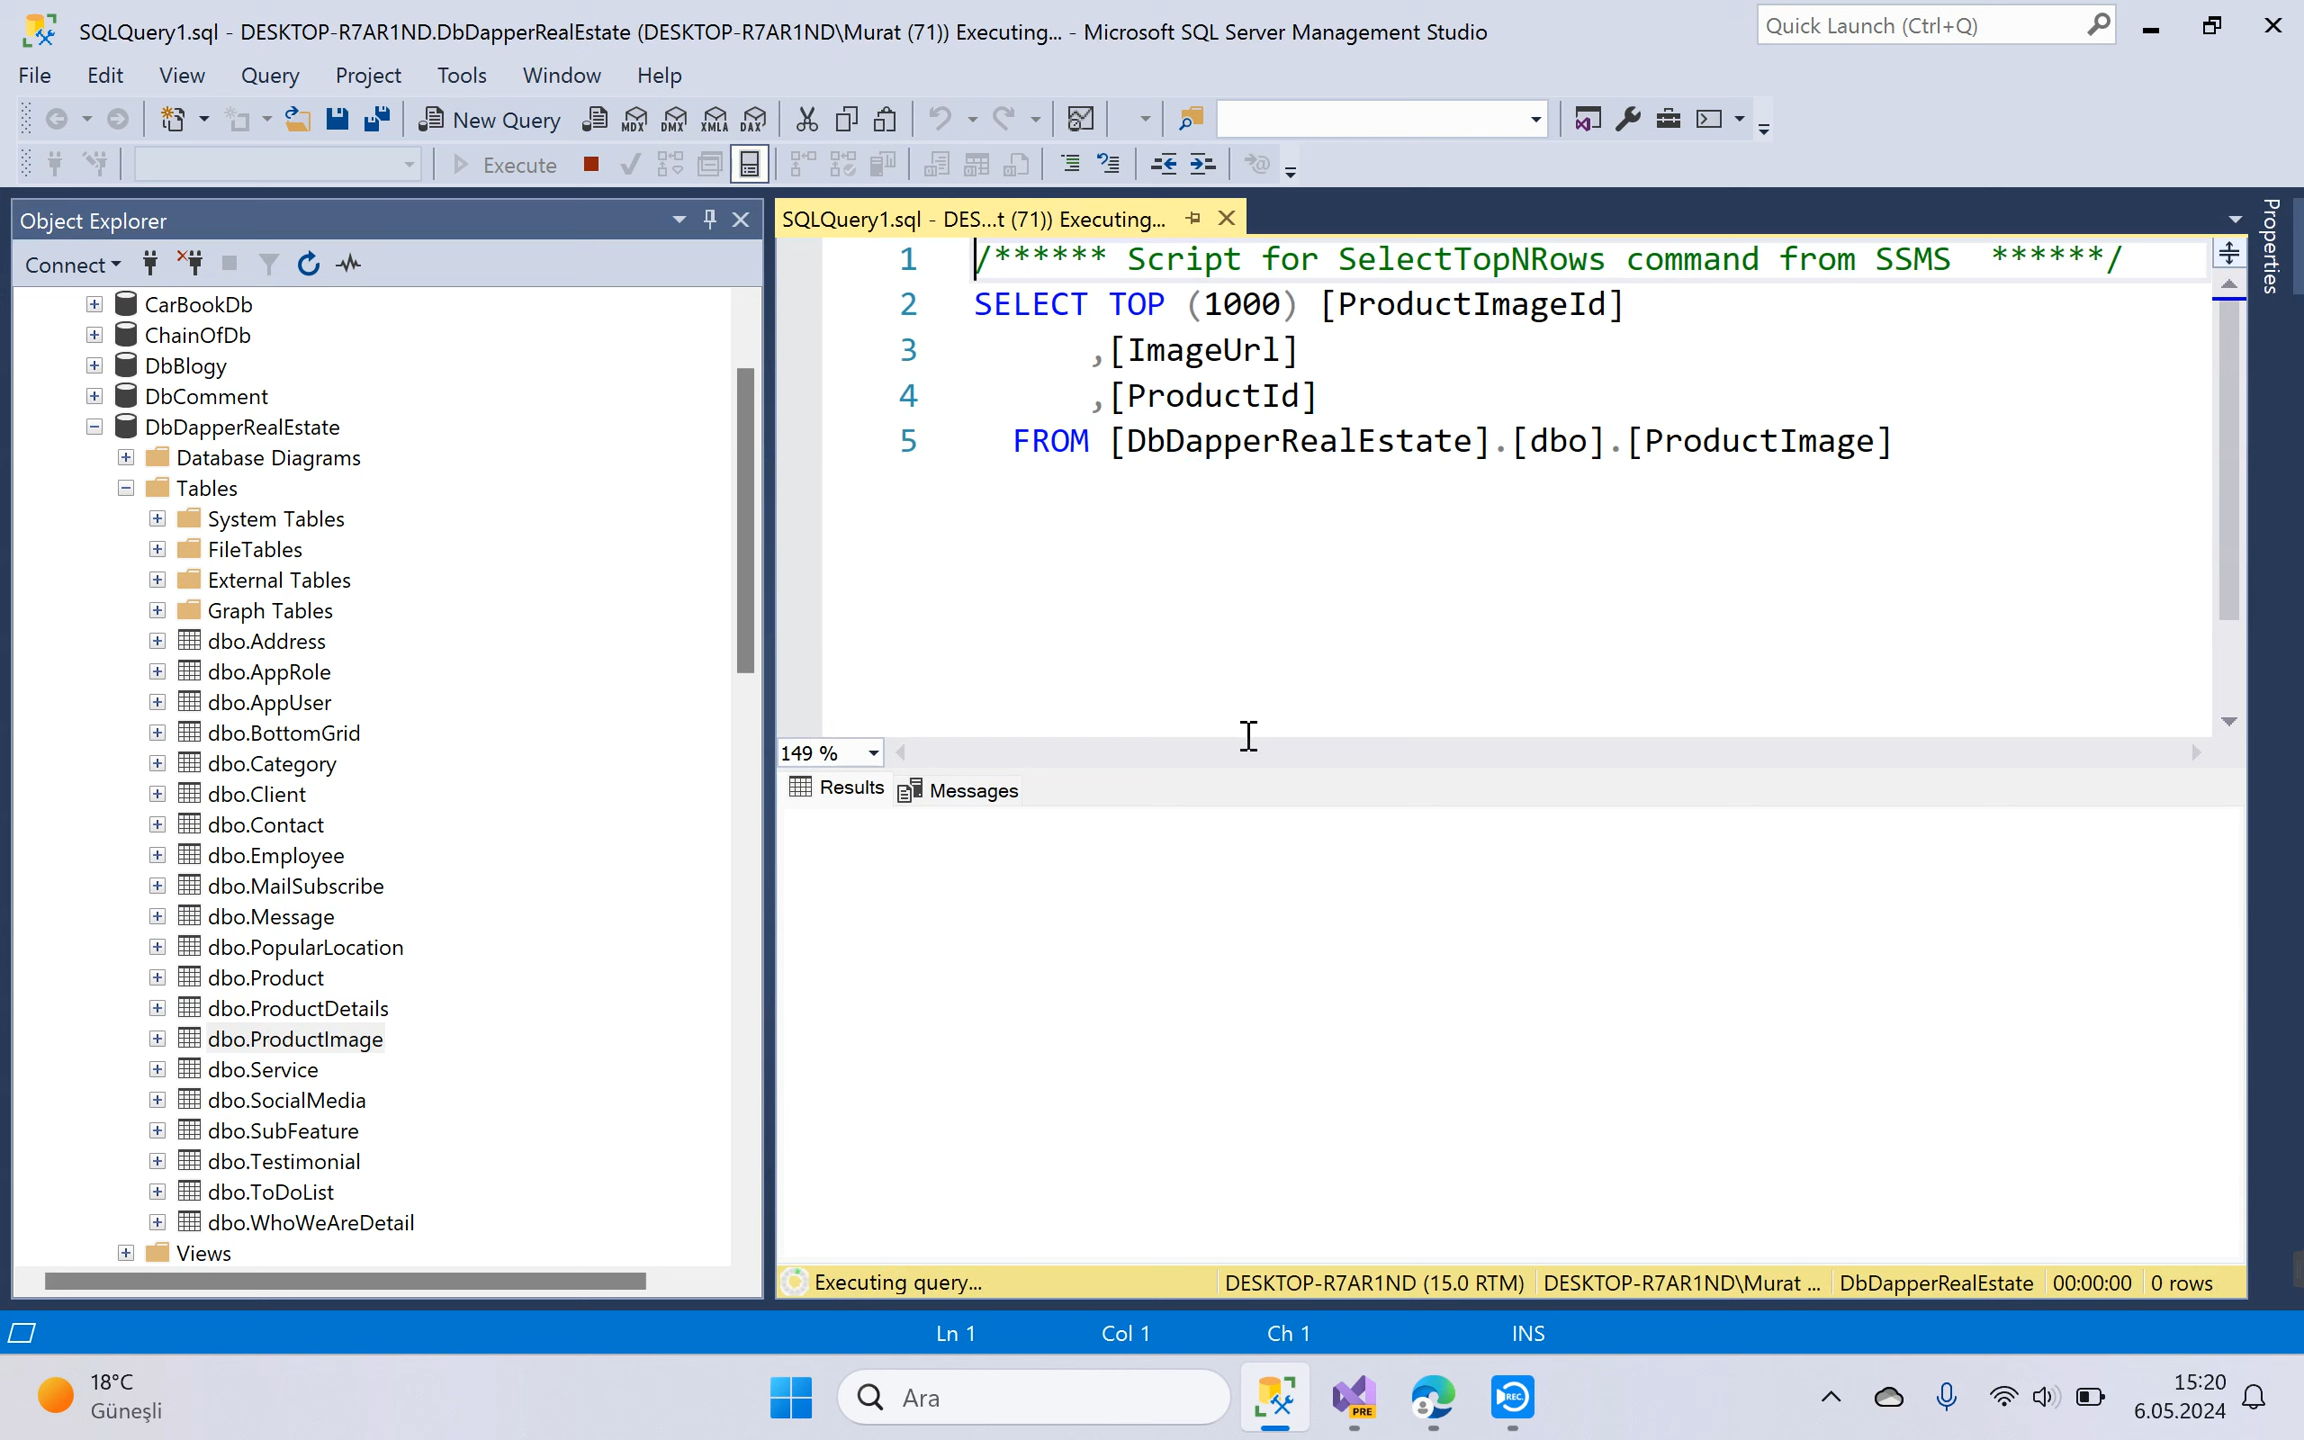 SQLQuery1.sql - DESKTOP-R7AR1ND.DbDapperRealEstate (DESKTOP-R7AR1ND\Murat (71)) Executing... - Microsoft SQL Server Management Studio
Quick Launch (Ctrl+Q)
File Edit View Query Project Tools Window Help
New Query MDX DMX XMLA DAX
Execute
Object Explorer
SQLQuery1.sql - DES...t (71)) Executing...
Properties
Connect
CarBookDb
ChainOfDb
DbBlogy
DbComment
DbDapperRealEstate
Database Diagrams
Tables
System Tables
FileTables
External Tables
Graph Tables
dbo.Address
dbo.AppRole
dbo.AppUser
dbo.BottomGrid
dbo.Category
dbo.Client
dbo.Contact
dbo.Employee
dbo.MailSubscribe
dbo.Message
dbo.PopularLocation
dbo.Product
dbo.ProductDetails
dbo.ProductImage
dbo.Service
dbo.SocialMedia
dbo.SubFeature
dbo.Testimonial
dbo.ToDoList
dbo.WhoWeAreDetail
Views
1 /****** Script for SelectTopNRows command from SSMS ******/
2 SELECT TOP (1000) [ProductImageId]
3 ,[ImageUrl]
4 ,[ProductId]
5 FROM [DbDapperRealEstate].[dbo].[ProductImage]
149 %
Results Messages
Executing query... DESKTOP-R7AR1ND (15.0 RTM) DESKTOP-R7AR1ND\Murat ... DbDapperRealEstate 00:00:00 0 rows
Ln 1 Col 1 Ch 1 INS
18°C
Güneşli
Ara
PRE
REC
15:20
6.05.2024